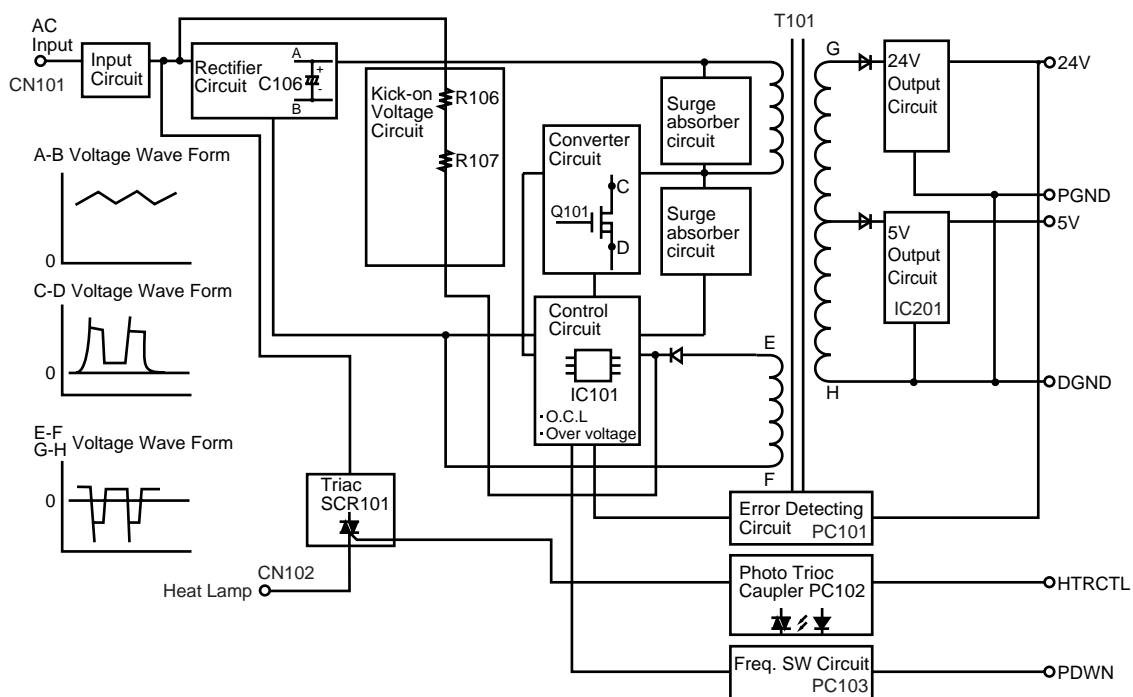 AC
Input
CN101
Input
Circuit
Rectifier
Circuit
C106
A
+
-
B
Kick-on
Voltage
Circuit
R106
R107
Surge
absorber
circuit
Converter
Circuit
C
Q101
D
Surge
absorber
circuit
T101
G
24V
Output
Circuit
24V
PGND
5V
5V
Output
Circuit
IC201
H
DGND
A-B Voltage Wave Form
0
C-D Voltage Wave Form
0
E-F
G-H Voltage Wave Form
0
Control
Circuit
IC101
· O.C.L
· Over voltage
E
F
Triac
SCR101
CN102
Heat Lamp
Error Detecting
Circuit PC101
Photo Trioc
Caupler PC102
HTRCTL
Freq. SW Circuit
PC103
PDWN